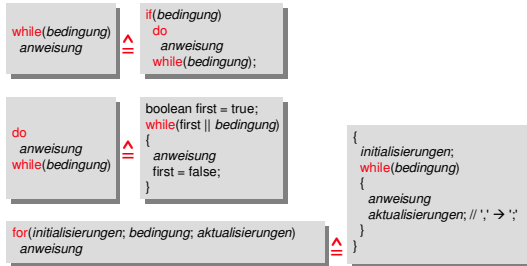 while(bedingung)
anweisung
≙
if(bedingung)
do
anweisung
while(bedingung);
do
anweisung
while(bedingung)
≙
boolean first = true;
while(first || bedingung)
{
anweisung
first = false;
}
for(initialisierungen; bedingung; aktualisierungen)
anweisung
≙
{
initialisierungen;
while(bedingung)
{
anweisung
aktualisierungen; // ',' → ';'
}
}